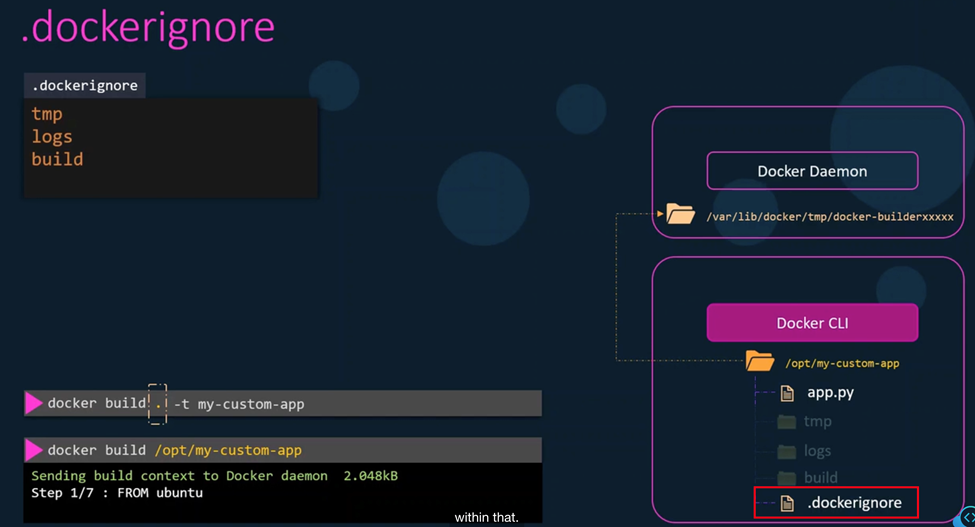 .dockerignore
.dockerignore
tmp
logs
build
Docker Daemon
/var/lib/docker/tmp/docker-builderxxxxx
Docker CLI
/opt/my-custom-app
app.py
tmp
logs
build
.dockerignore
docker build . -t my-custom-app
docker build /opt/my-custom-app
Sending build context to Docker daemon 2.048kB
Step 1/7 : FROM ubuntu
within that.